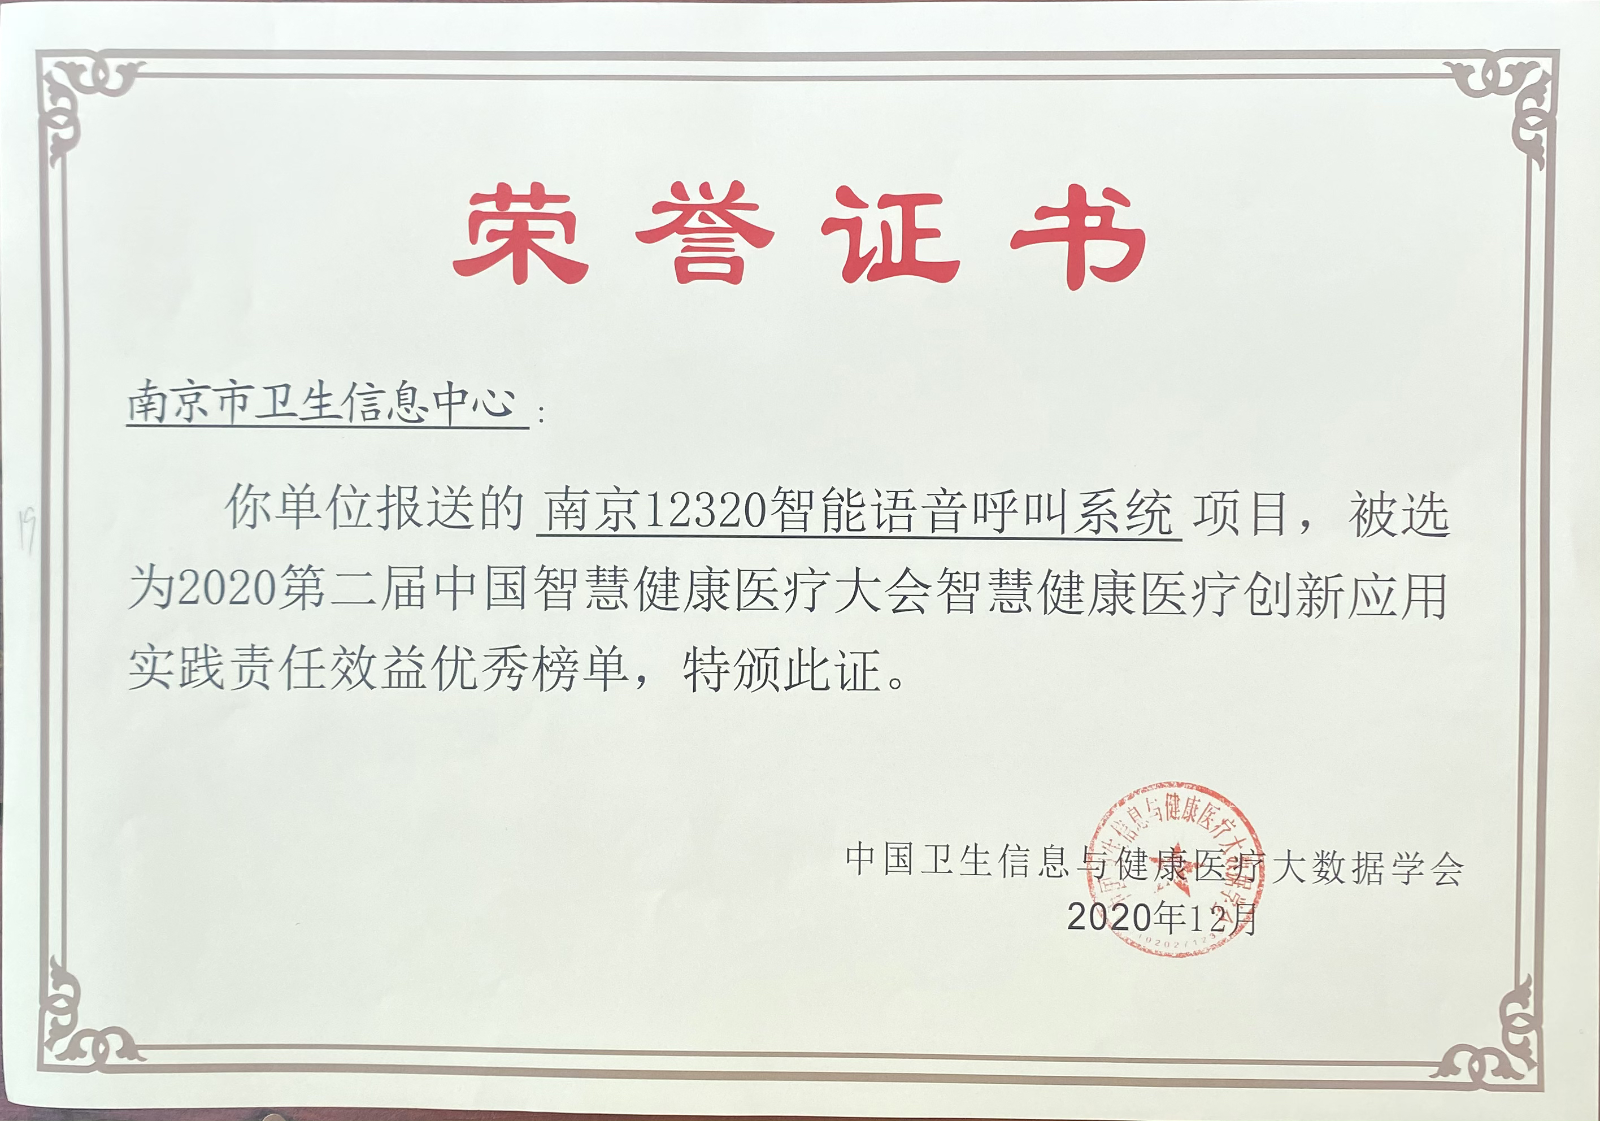 荣誉证书
南京市卫生信息中心：
你单位报送的 南京12320智能语音呼叫系统 项目，被选
为2020第二届中国智慧健康医疗大会智慧健康医疗创新应用
实践责任效益优秀榜单，特颁此证。
中国卫生信息与健康医疗大数据学会
2020年12月